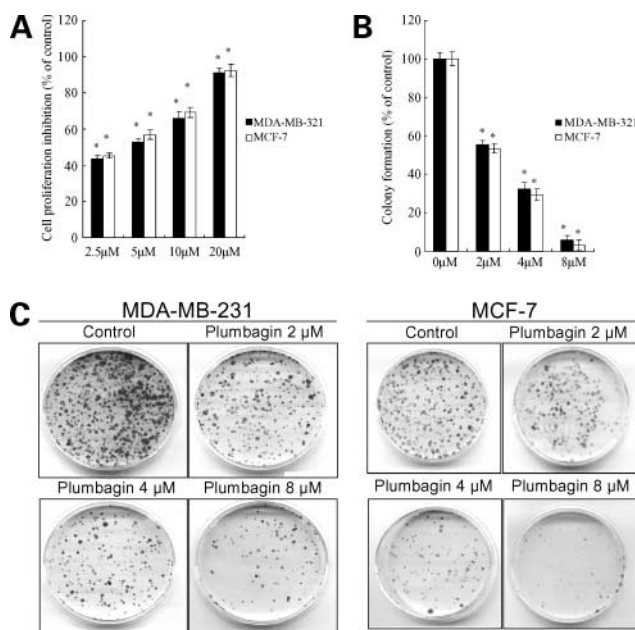 A
Cell proliferation inhibition (% of control)
120
100
80
60
40
20
0
* * * * * * * *
2.5μM 5μM 10μM 20μM
MDA-MB-321
MCF-7
B
Colony formation (% of control)
120
100
80
60
40
20
0
* * * * * *
0μM 2μM 4μM 8μM
MDA-MB-321
MCF-7
C
MDA-MB-231
Control Plumbagin 2 μM
Plumbagin 4 μM Plumbagin 8 μM
MCF-7
Control Plumbagin 2 μM
Plumbagin 4 μM Plumbagin 8 μM